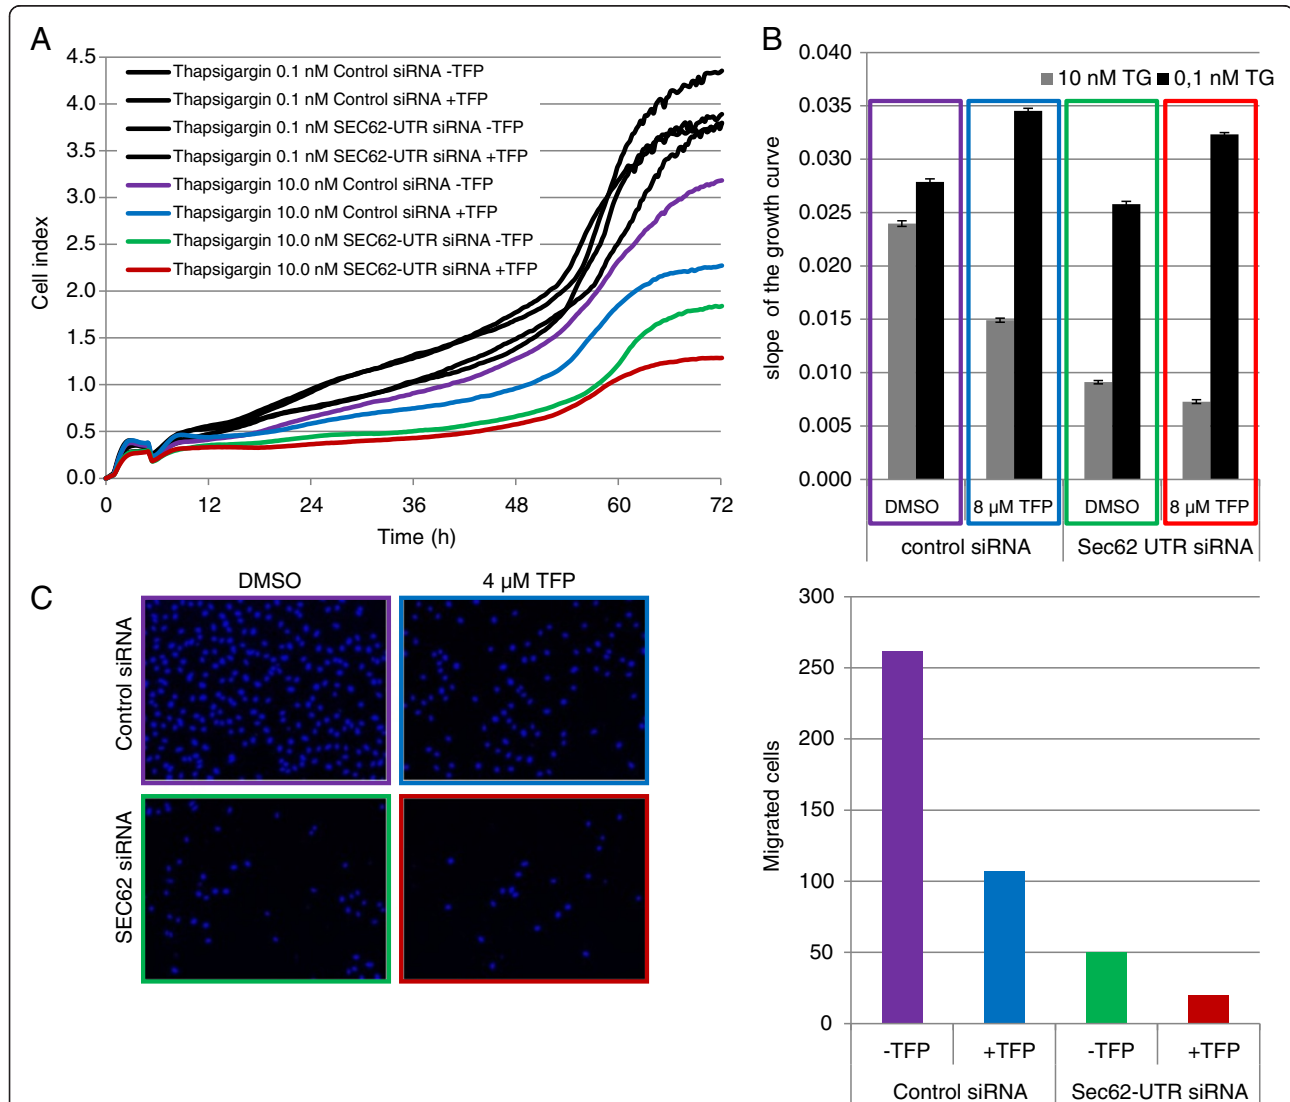 A
4.5
4.0
3.5
3.0
2.5
2.0
1.5
1.0
0.5
0.0
Cell index
Thapsigargin 0.1 nM Control siRNA -TFP
Thapsigargin 0.1 nM Control siRNA +TFP
Thapsigargin 0.1 nM SEC62-UTR siRNA -TFP
Thapsigargin 0.1 nM SEC62-UTR siRNA +TFP
Thapsigargin 10.0 nM Control siRNA -TFP
Thapsigargin 10.0 nM Control siRNA +TFP
Thapsigargin 10.0 nM SEC62-UTR siRNA -TFP
Thapsigargin 10.0 nM SEC62-UTR siRNA +TFP
0 12 24 36 48 60 72
Time (h)
B
0.040
0.035
0.030
0.025
0.020
0.015
0.010
0.005
0.000
slope of the growth curve
10 nM TG 0,1 nM TG
DMSO 8 µM TFP DMSO 8 µM TFP
control siRNA Sec62 UTR siRNA
C
DMSO 4 µM TFP
Control siRNA
SEC62 siRNA
300
250
200
150
100
50
0
Migrated cells
-TFP +TFP -TFP +TFP
Control siRNA Sec62-UTR siRNA